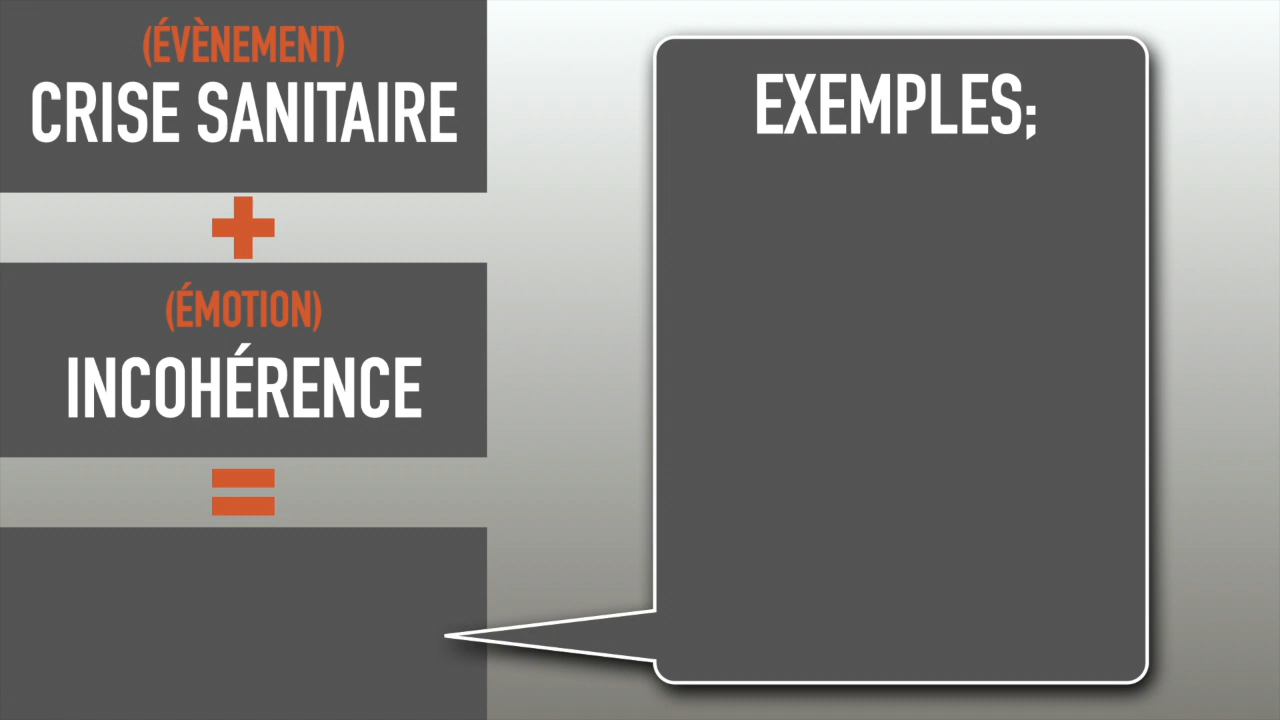 (ÉVÈNEMENT)
CRISE SANITAIRE
+
(ÉMOTION)
INCOHÉRENCE
=
EXEMPLES;